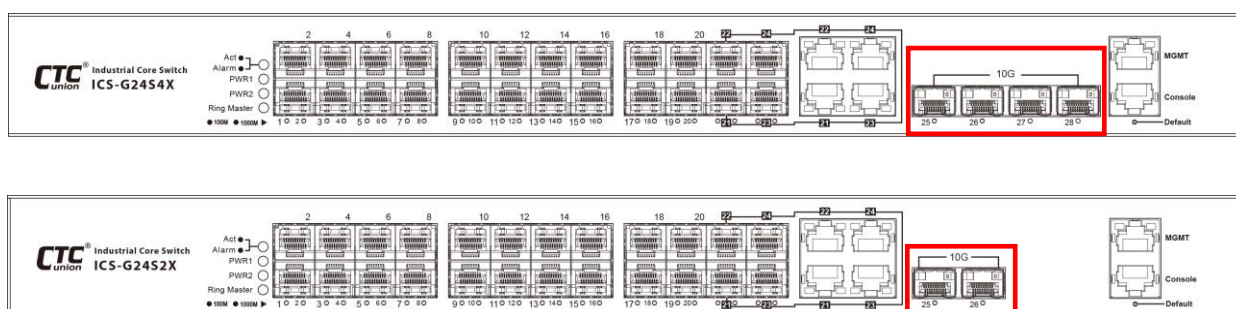 2 4 6 8 10 12 14 16 18 20 22 24 22 24
Act
Alarm
PWR1
PWR2
Ring Master
100M 1000M
CTC® union Industrial Core Switch
ICS-G24S4X
10G
MGMT
Console
Default
1 2 3 4 5 6 7 8 9 10 11 12 13 14 15 16 17 18 19 20 21 23 21 23 25 26 27 28
2 4 6 8 10 12 14 16 18 20 22 24 22 24
Act
Alarm
PWR1
PWR2
Ring Master
100M 1000M
CTC® union Industrial Core Switch
ICS-G24S2X
10G
MGMT
Console
Default
1 2 3 4 5 6 7 8 9 10 11 12 13 14 15 16 17 18 19 20 21 23 21 23 25 26